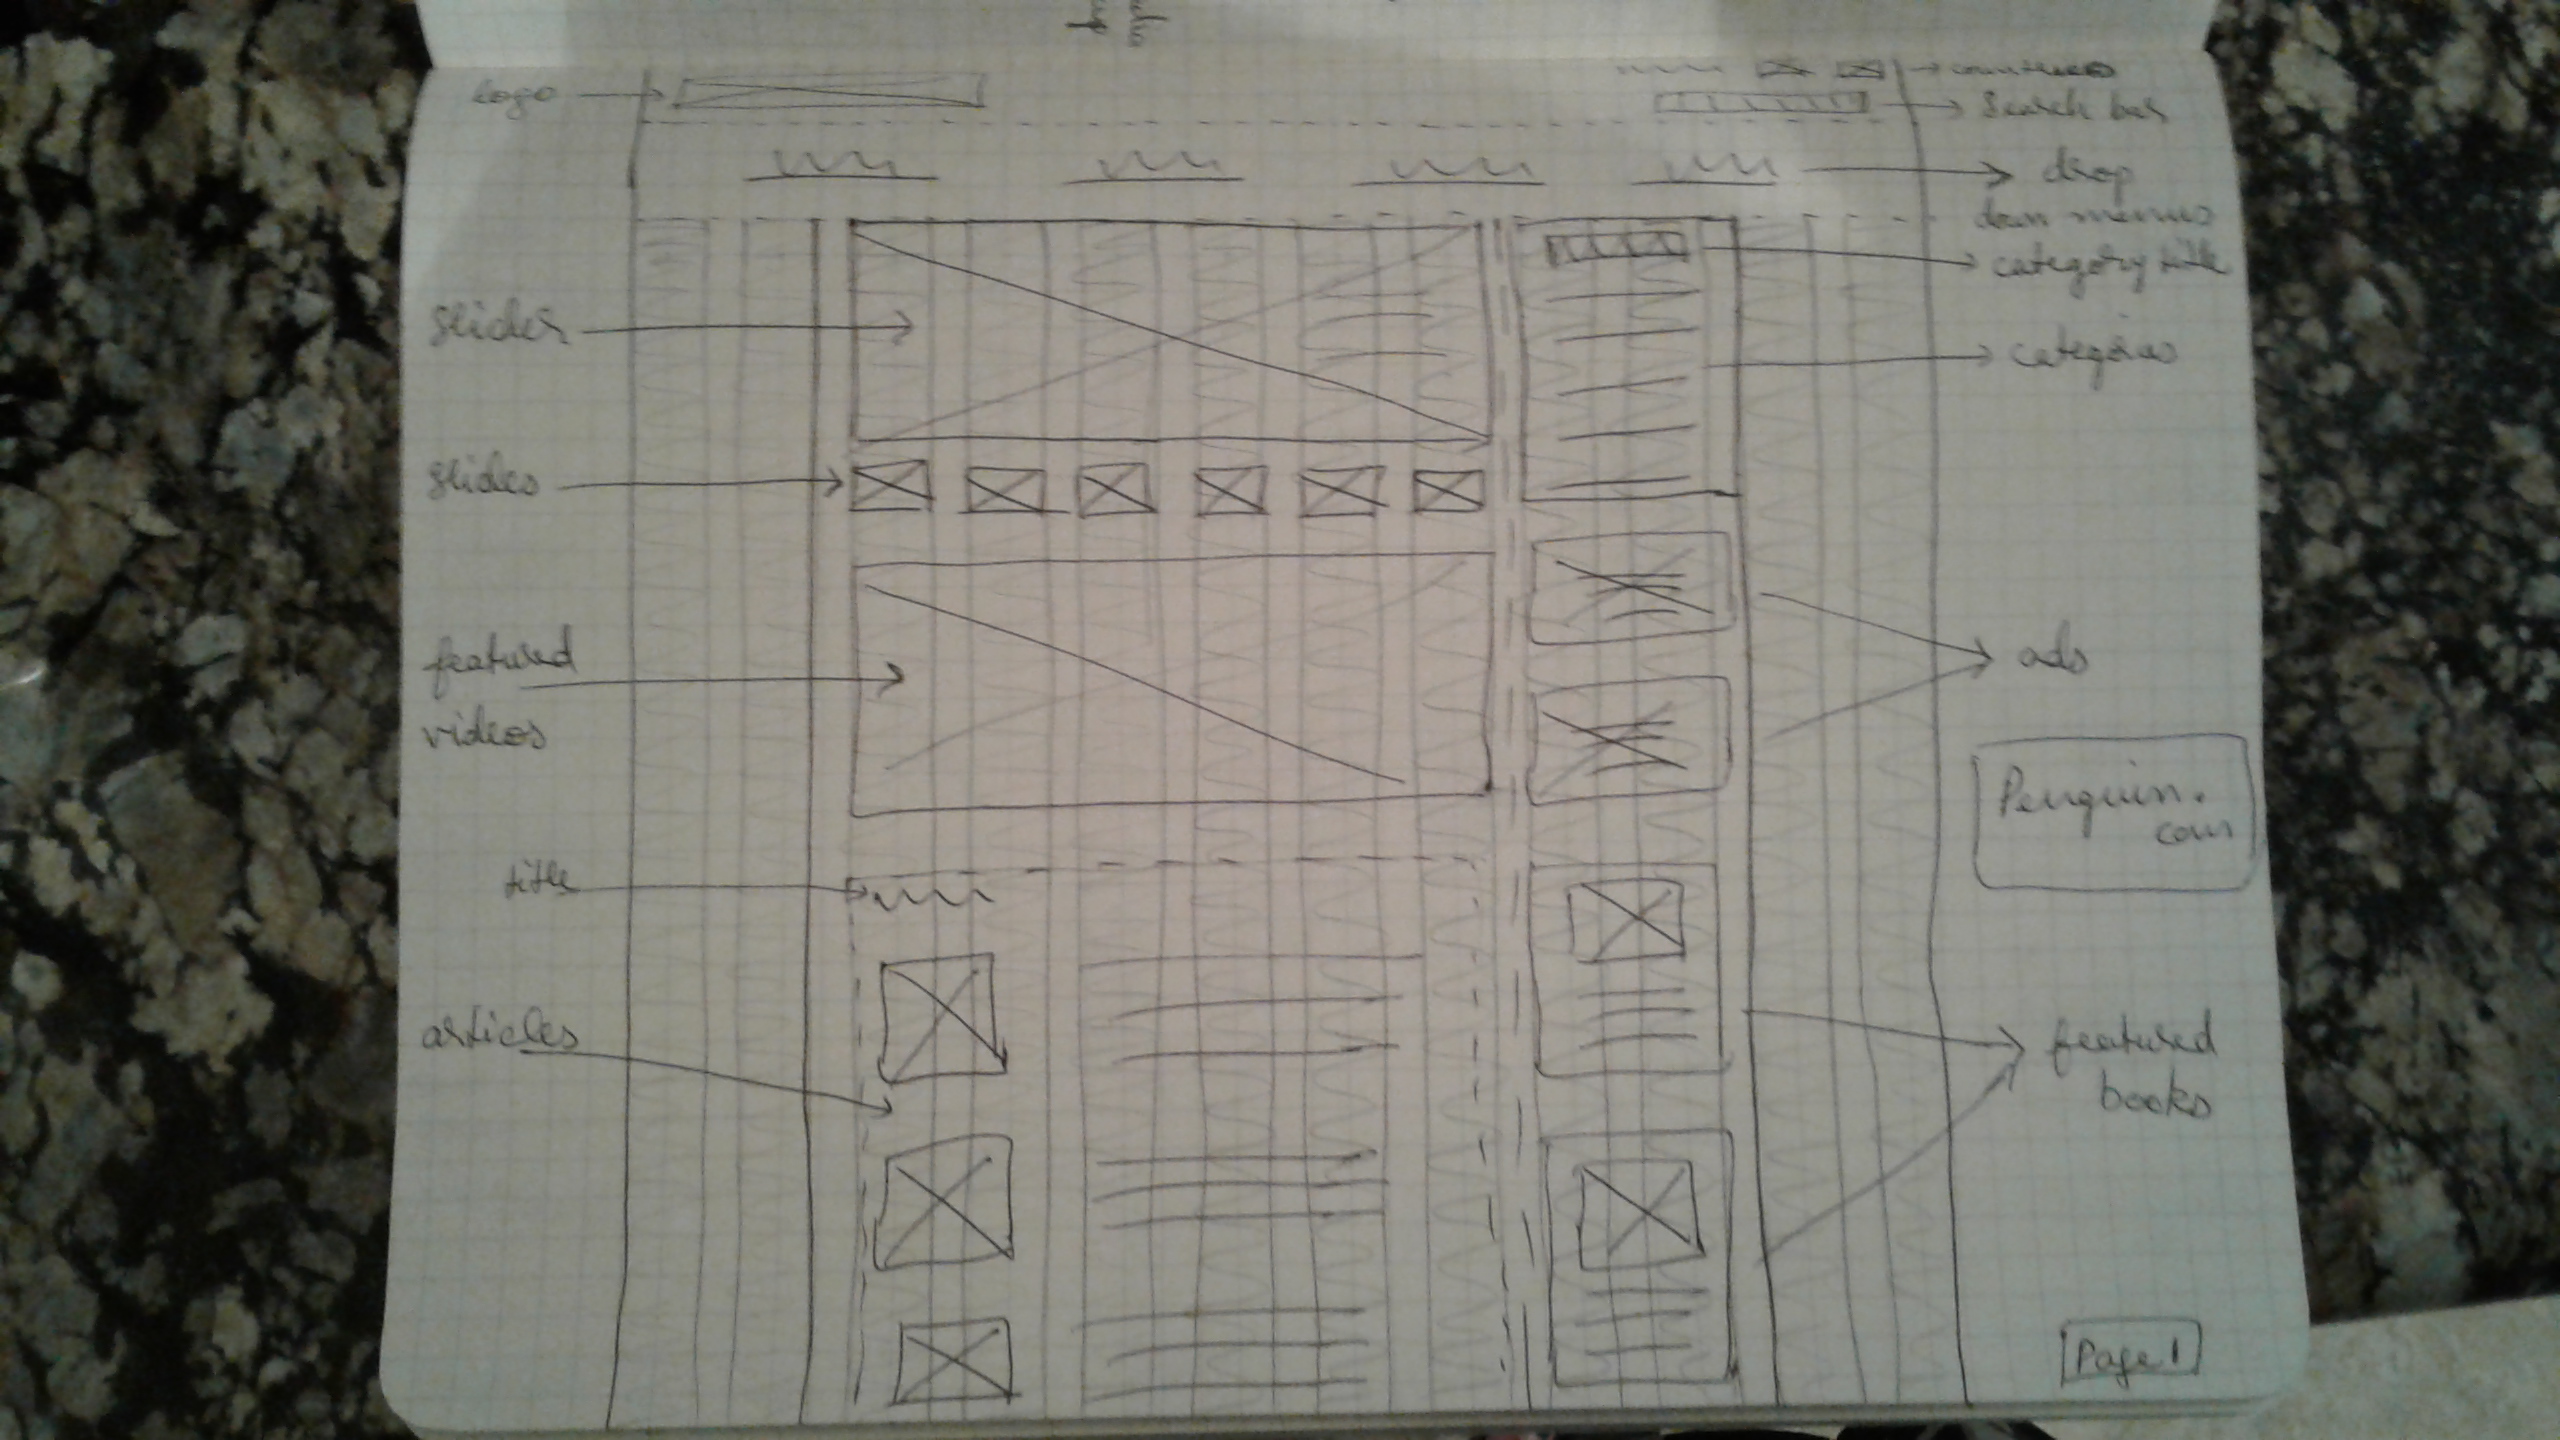 Logo
Search bar
drop
down menus
slider
category title
categories
slides
featured
videos
ads
Penguin.
com
title
articles
featured
books
Page 1